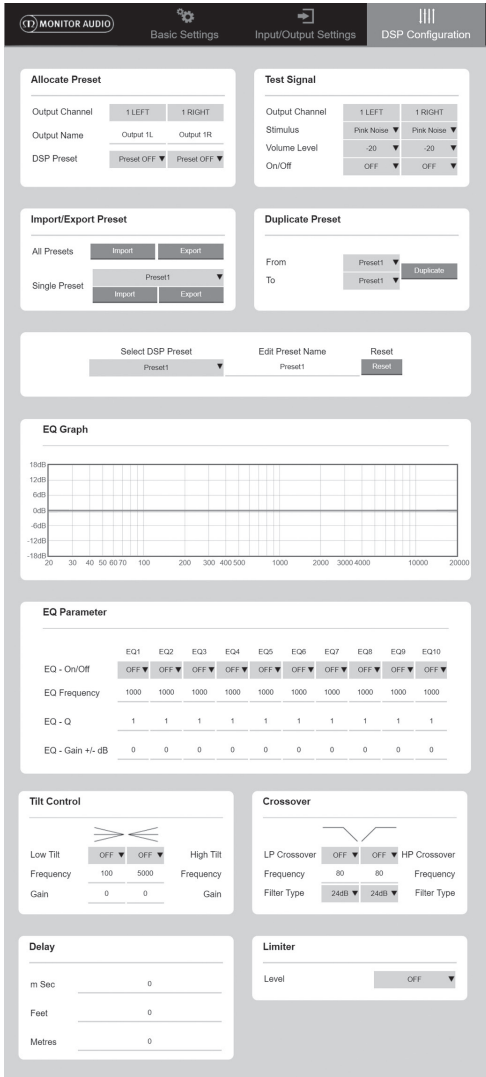 MONITOR AUDIO
Basic Settings
Input/Output Settings
DSP Configuration
Allocate Preset
Output Channel 1 LEFT 1 RIGHT
Output Name Output 1L Output 1R
DSP Preset Preset OFF ▼ Preset OFF ▼
Test Signal
Output Channel 1 LEFT 1 RIGHT
Stimulus Pink Noise ▼ Pink Noise ▼
Volume Level -20 ▼ -20 ▼
On/Off OFF ▼ OFF ▼
Import/Export Preset
All Presets Import Export
Preset1 ▼
Single Preset
Import Export
Duplicate Preset
From Preset1 ▼
Duplicate
To Preset1 ▼
Select DSP Preset Edit Preset Name Reset
Preset1 ▼ Preset1 Reset
EQ Graph
18dB
12dB
6dB
0dB
-6dB
-12dB
-18dB
20 30 40 50 60 70 100 200 300 400 500 1000 2000 3000 4000 10000 20000
EQ Parameter
EQ1 EQ2 EQ3 EQ4 EQ5 EQ6 EQ7 EQ8 EQ9 EQ10
EQ - On/Off OFF ▼ OFF ▼ OFF ▼ OFF ▼ OFF ▼ OFF ▼ OFF ▼ OFF ▼ OFF ▼ OFF ▼
EQ Frequency 1000 1000 1000 1000 1000 1000 1000 1000 1000 1000
EQ - Q 1 1 1 1 1 1 1 1 1 1
EQ - Gain +/- dB 0 0 0 0 0 0 0 0 0 0
Tilt Control
Low Tilt OFF ▼ OFF ▼ High Tilt
Frequency 100 5000 Frequency
Gain 0 0 Gain
Crossover
LP Crossover OFF ▼ OFF ▼ HP Crossover
Frequency 80 80 Frequency
Filter Type 24dB ▼ 24dB ▼ Filter Type
Delay
m Sec 0
Feet 0
Metres 0
Limiter
Level OFF ▼